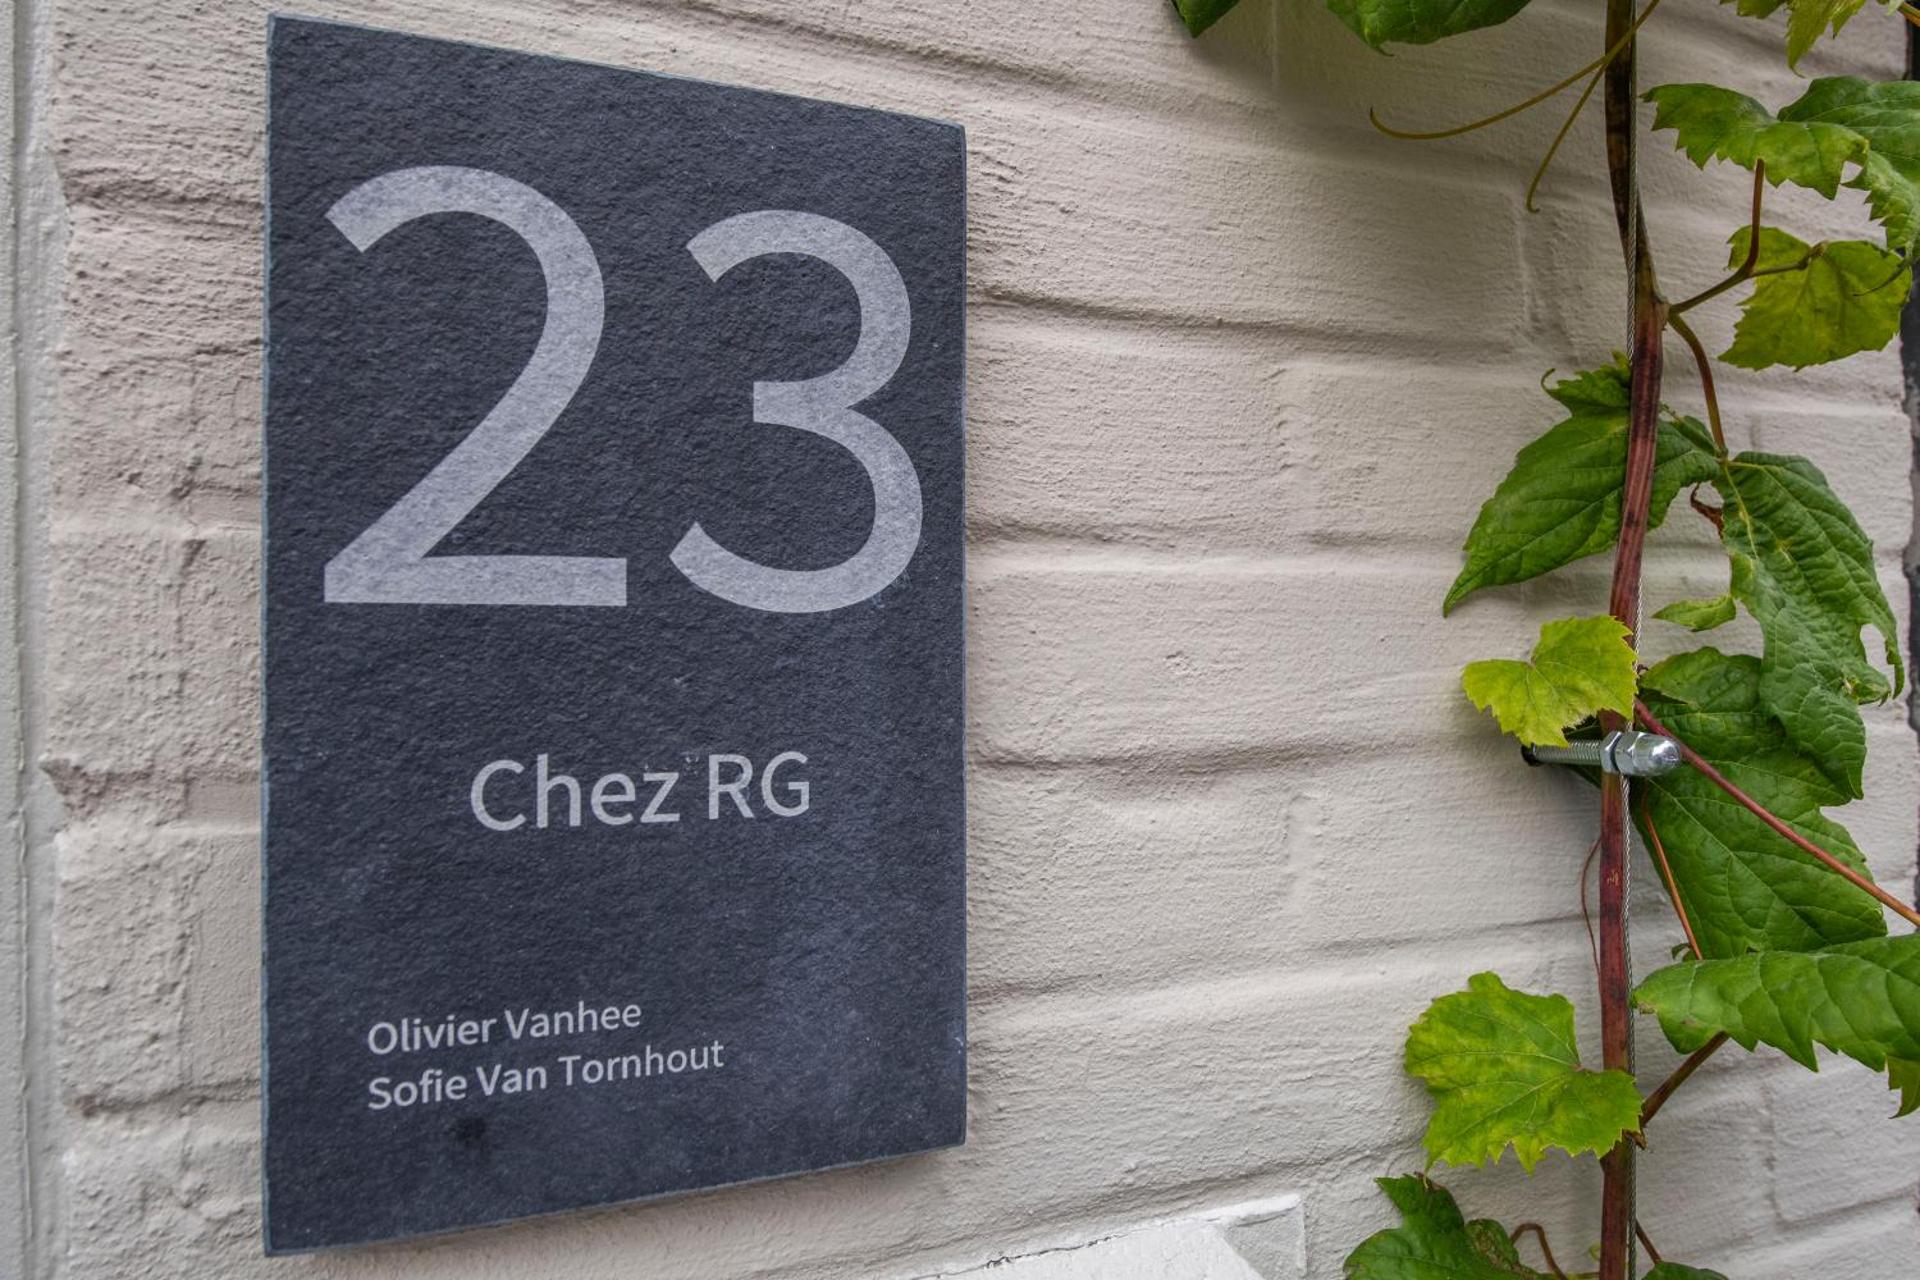 23
Chez RG
Olivier Vanhee
Sofie Van Tornhout